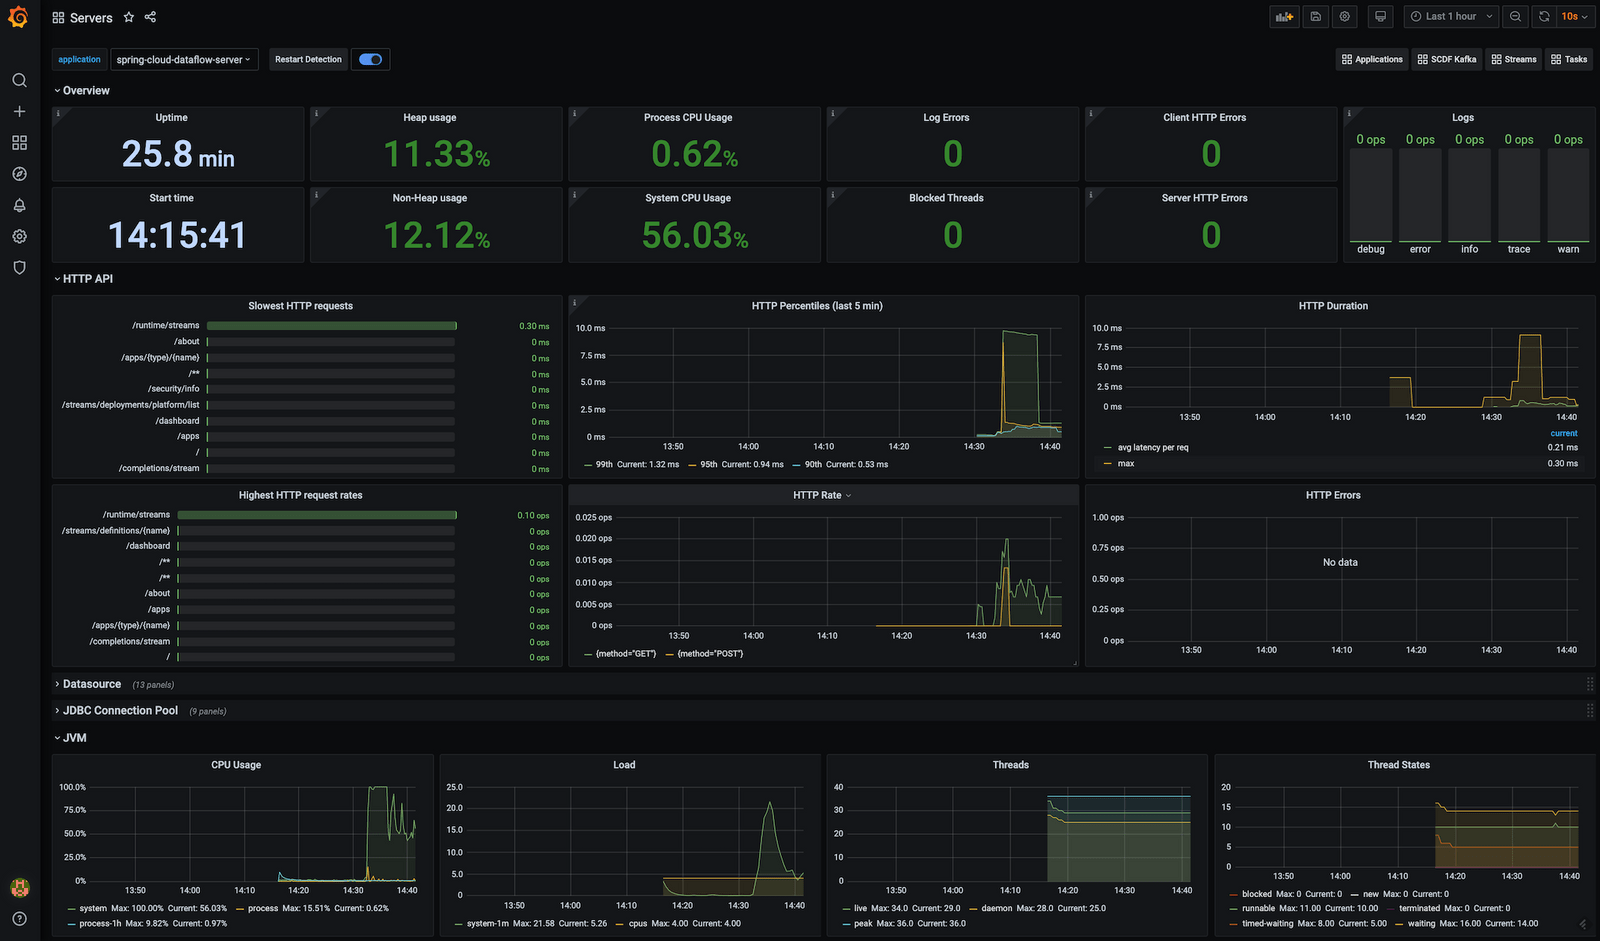 Servers
Last 1 hour
10s
application
spring-cloud-dataflow-server
Restart Detection
Applications
SCDF Kafka
Streams
Tasks
Overview
Uptime
25.8 min
Heap usage
11.33%
Process CPU Usage
0.62%
Log Errors
0
Client HTTP Errors
0
Logs
0 ops 0 ops 0 ops 0 ops 0 ops
debug error info trace warn
Start time
14:15:41
Non-Heap usage
12.12%
System CPU Usage
56.03%
Blocked Threads
0
Server HTTP Errors
0
HTTP API
Slowest HTTP requests
/runtime/streams 0.30 ms
/about 0 ms
/apps/{type}/{name} 0 ms
/** 0 ms
/security/info 0 ms
/streams/deployments/platform/list 0 ms
/dashboard 0 ms
/apps 0 ms
/ 0 ms
/completions/stream 0 ms
HTTP Percentiles (last 5 min)
10.0 ms
7.5 ms
5.0 ms
2.5 ms
0 ms
13:50 14:00 14:10 14:20 14:30 14:40
99th Current: 1.32 ms 95th Current: 0.94 ms 90th Current: 0.53 ms
HTTP Durration
10.0 ms
7.5 ms
5.0 ms
2.5 ms
0 ms
13:50 14:00 14:10 14:20 14:30 14:40
current
avg latency per req 0.21 ms
max 0.30 ms
Highest HTTP request rates
/runtime/streams 0.10 ops
/streams/definitions/{name} 0 ops
/dashboard 0 ops
/** 0 ops
/** 0 ops
/about 0 ops
/apps 0 ops
/apps/{type}/{name} 0 ops
/completions/stream 0 ops
/ 0 ops
HTTP Rate
0.025 ops
0.020 ops
0.015 ops
0.010 ops
0.005 ops
0 ops
13:50 14:00 14:10 14:20 14:30 14:40
{method="GET"} {method="POST"}
HTTP Errors
1.00 ops
0.75 ops
0.50 ops
0.25 ops
0 ops
No data
13:50 14:00 14:10 14:20 14:30 14:40
Datasource (13 panels)
JDBC Connection Pool (9 panels)
JVM
CPU Usage
100.0%
75.0%
50.0%
25.0%
0%
13:50 14:00 14:10 14:20 14:30 14:40
system Max: 100.00% Current: 56.03% process Max: 15.51% Current: 0.62%
process-1h Max: 9.82% Current: 0.97%
Load
25.0
20.0
15.0
10.0
5.0
0
13:50 14:00 14:10 14:20 14:30 14:40
system-1m Max: 21.58 Current: 5.26 cpus Max: 4.00 Current: 4.00
Threads
40
30
20
10
0
13:50 14:00 14:10 14:20 14:30 14:40
live Max: 34.0 Current: 29.0 daemon Max: 28.0 Current: 25.0
peak Max: 36.0 Current: 36.0
Thread States
20
15
10
5
0
13:50 14:00 14:10 14:20 14:30 14:40
blocked Max: 0 Current: 0 new Max: 0 Current: 0
runnable Max: 11.00 Current: 10.00 terminated Max: 0 Current: 0
timed-waiting Max: 8.00 Current: 5.00 waiting Max: 16.00 Current: 14.00